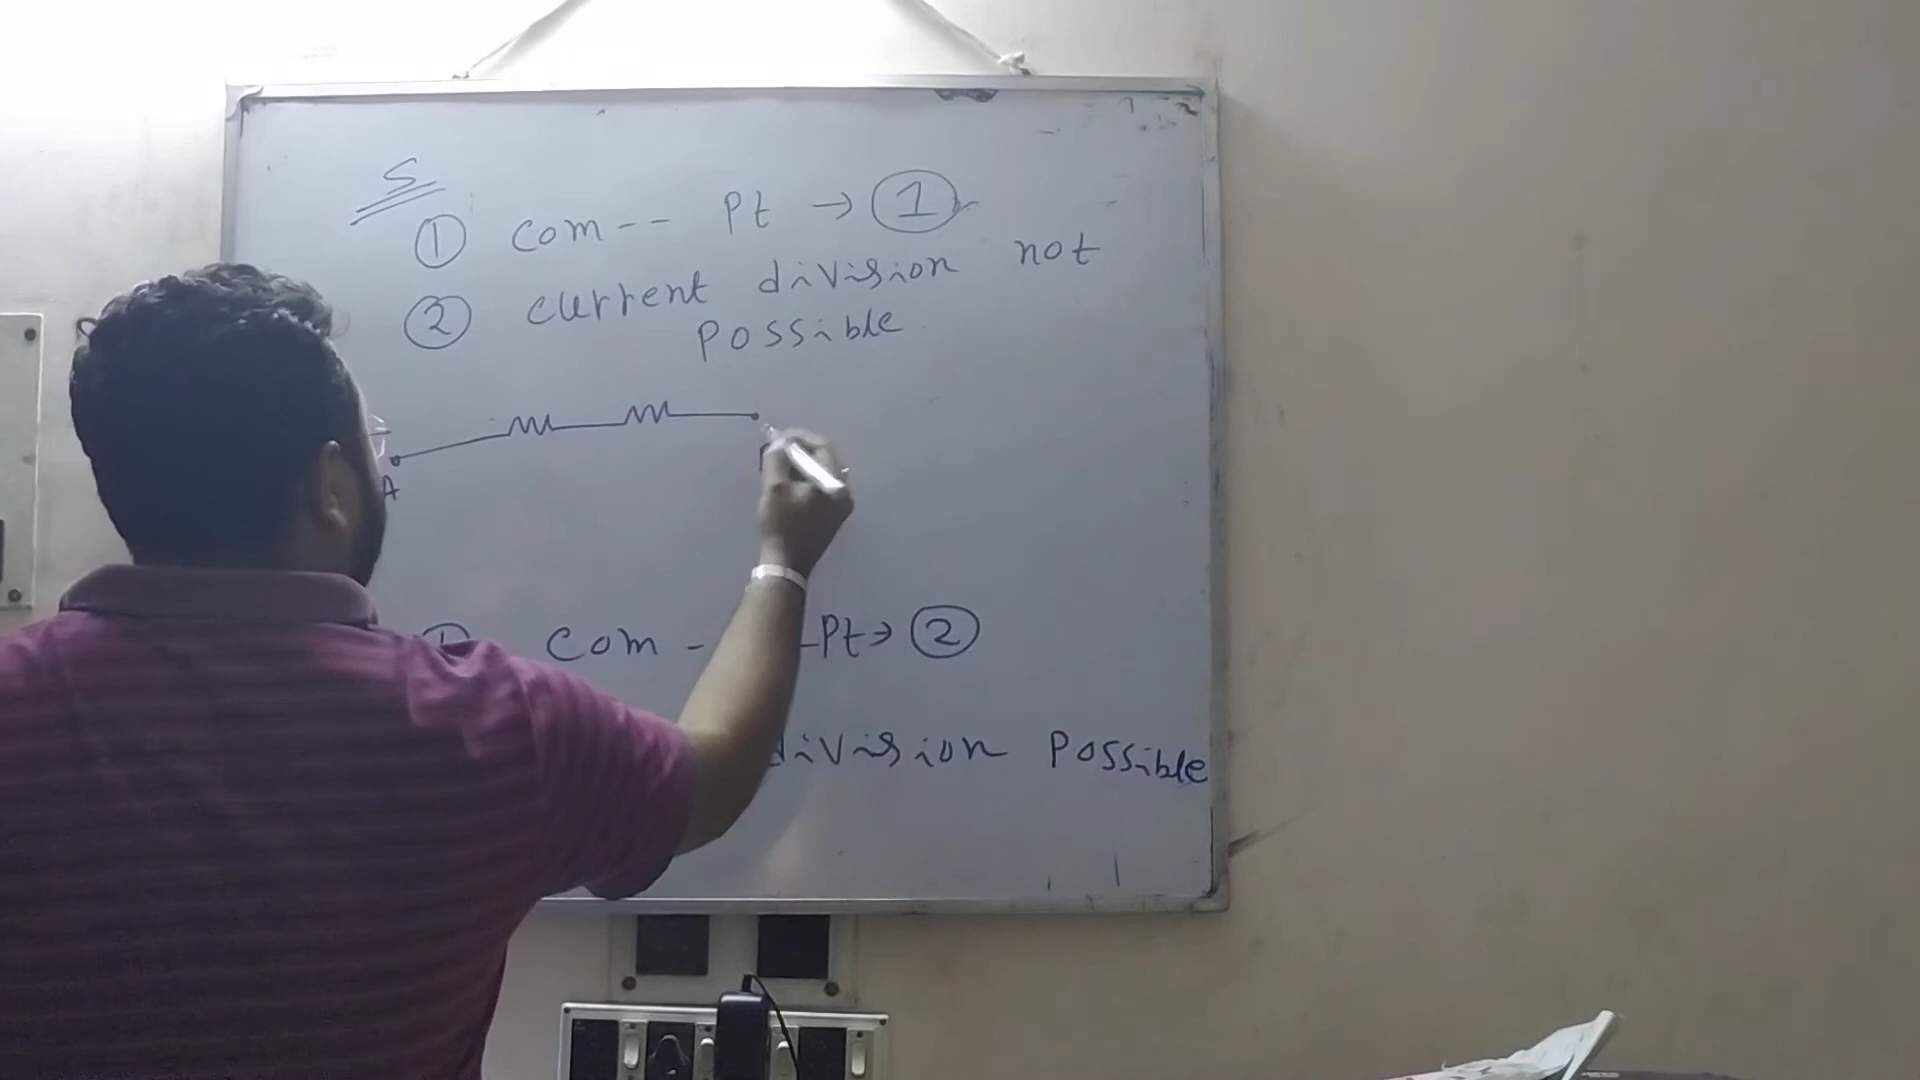 S
① com-- Pt → ①
② current division not
possible
A
com - -Pt → ②
division possible